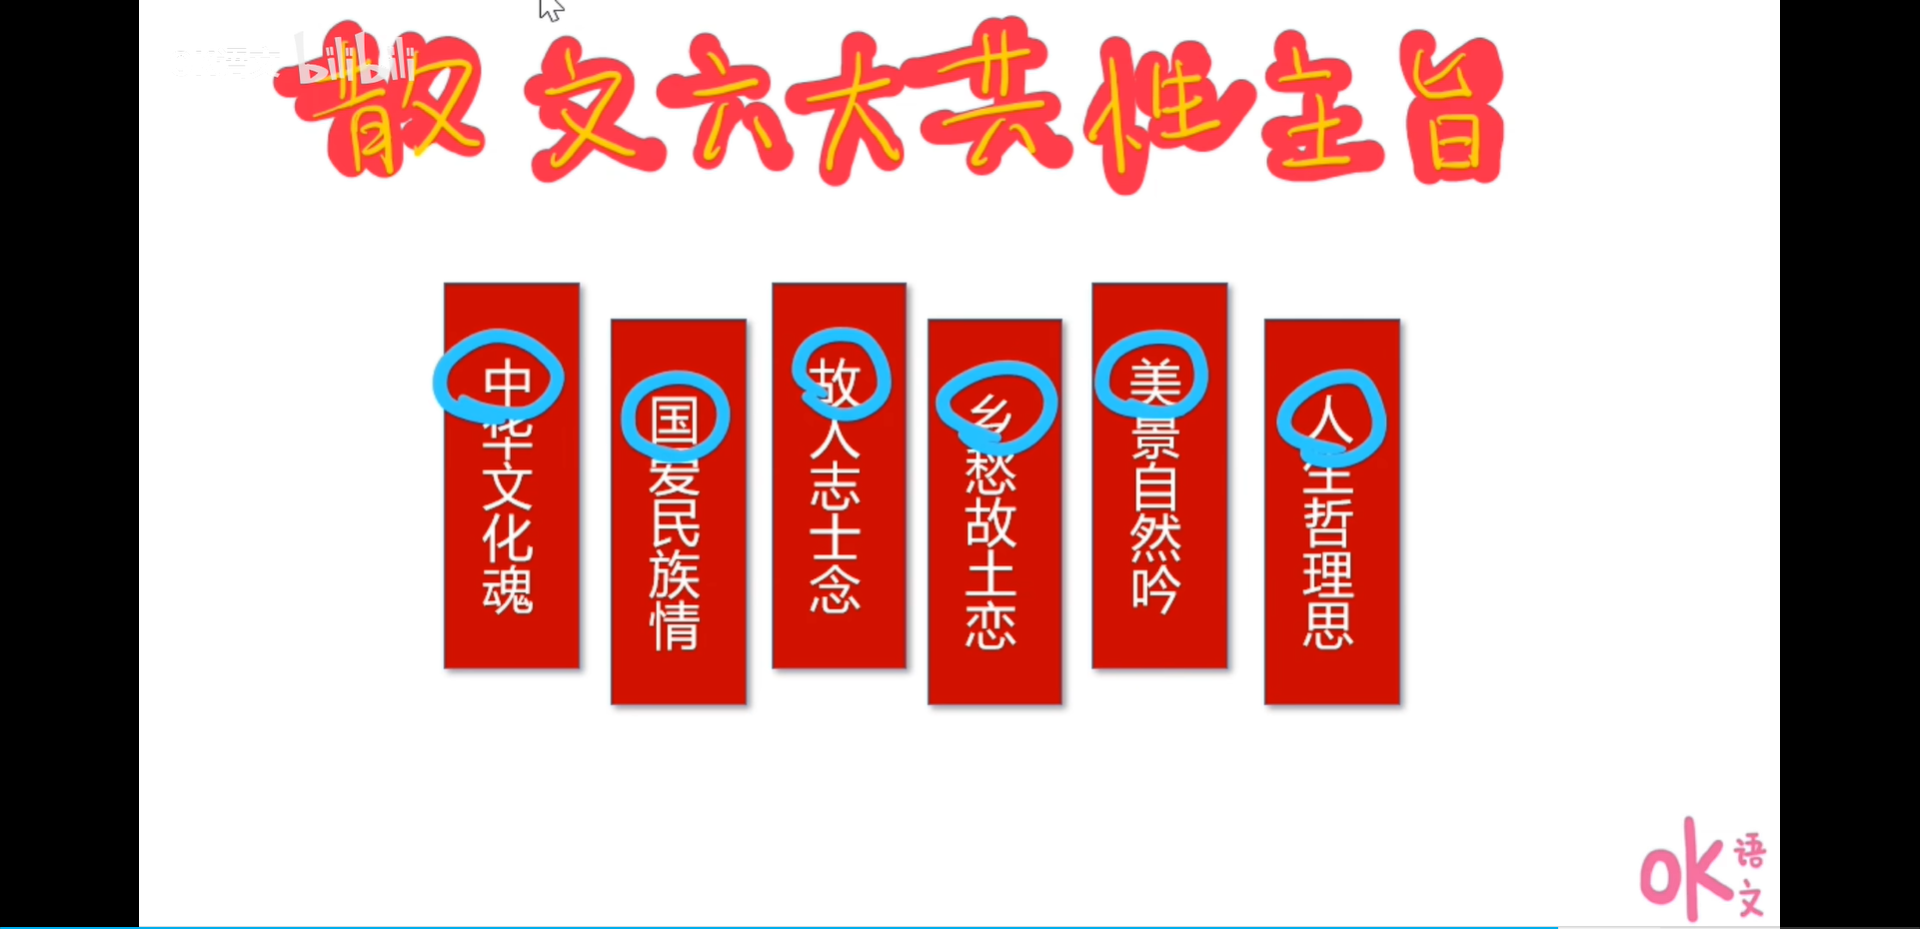 散文六大共性主旨
bilibili
中华文化魂
国爱民族情
故人志士念
乡愁故土恋
美景自然吟
人生哲理思
ok语文